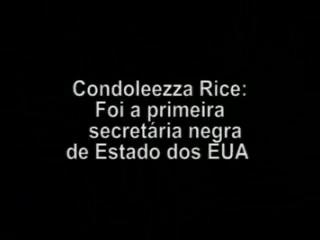 Condoleezza Rice:
Foi a primeira
secretária negra
de Estado dos EUA